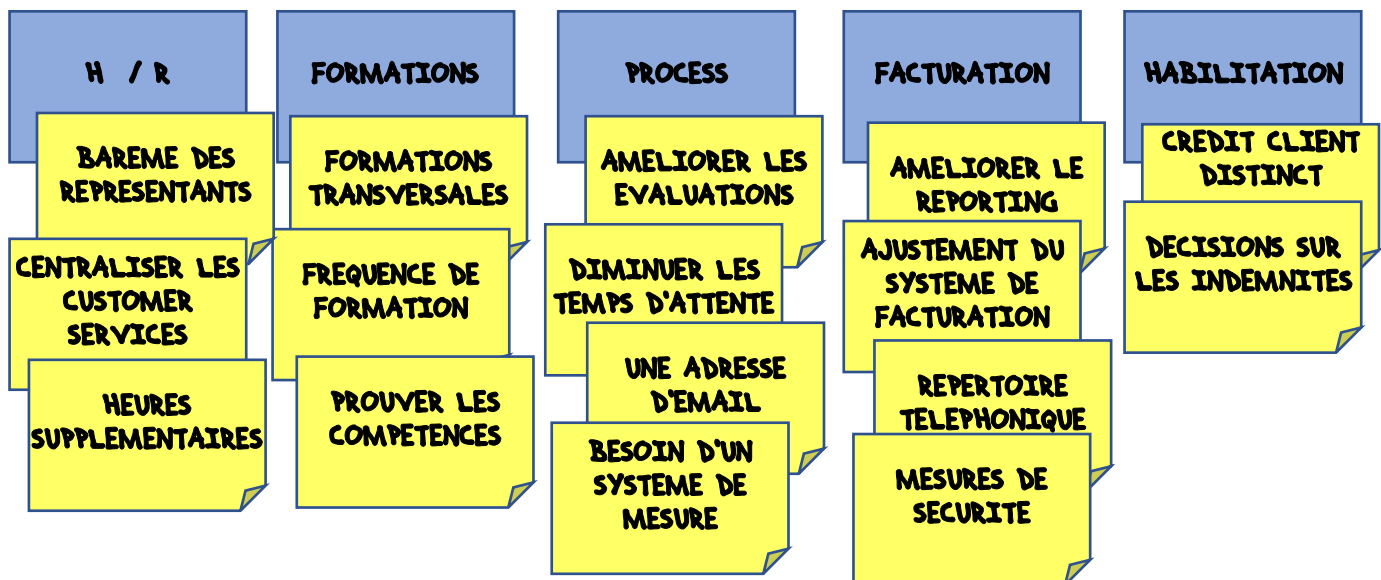 H / R
BAREME DES
REPRESENTANTS
CENTRALISER LES
CUSTOMER
SERVICES
HEURES
SUPPLEMENTAIRES
FORMATIONS
FORMATIONS
TRANSVERSALES
FREQUENCE DE
FORMATION
PROUVER LES
COMPETENCES
PROCESS
AMELIORER LES
EVALUATIONS
DIMINUER LES
TEMPS D'ATTENTE
UNE ADRESSE
D'EMAIL
BESOIN D'UN
SYSTEME DE
MESURE
FACTURATION
AMELIORER LE
REPORTING
AJUSTEMENT DU
SYSTEME DE
FACTURATION
REPERTOIRE
TELEPHONIQUE
MESURES DE
SECURITE
HABILITATION
CREDIT CLIENT
DISTINCT
DECISIONS SUR
LES INDEMNITES